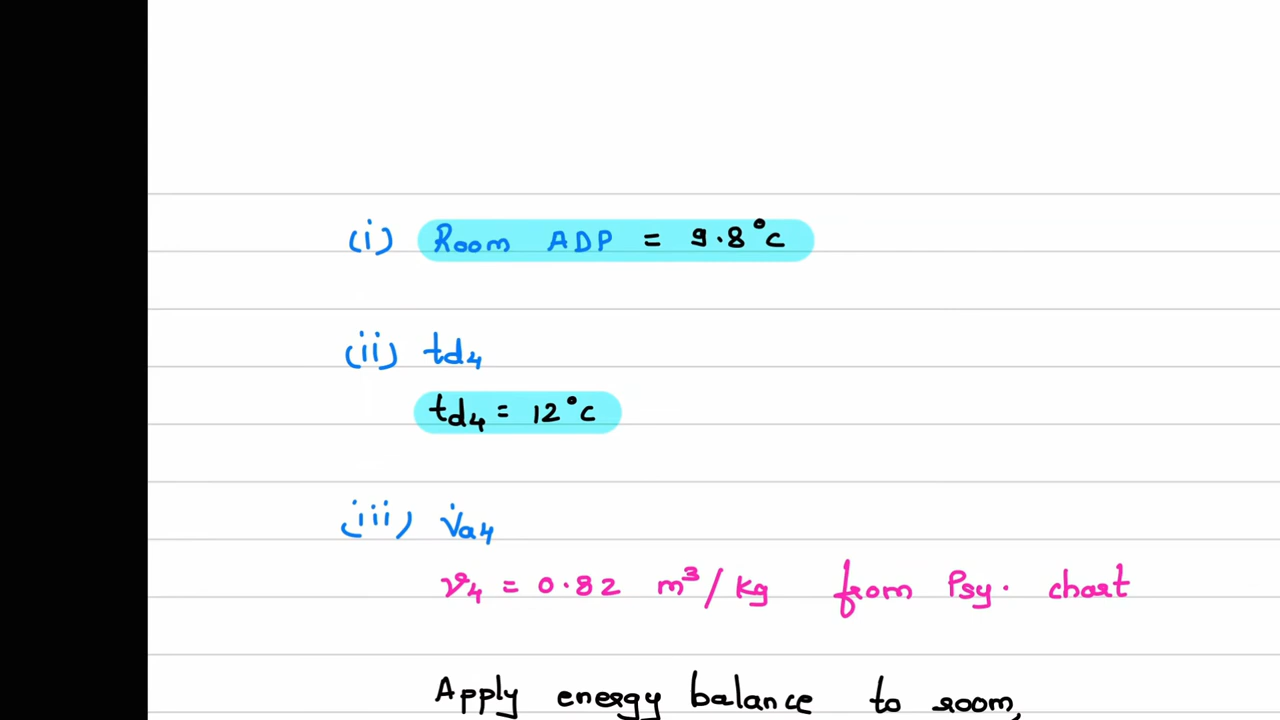 (i) Room ADP = 9.8°c
(ii) td4
td4 = 12°c
(iii) V̇a4
v4 = 0.82 m³/kg from Psy. chart
Apply energy balance to room,